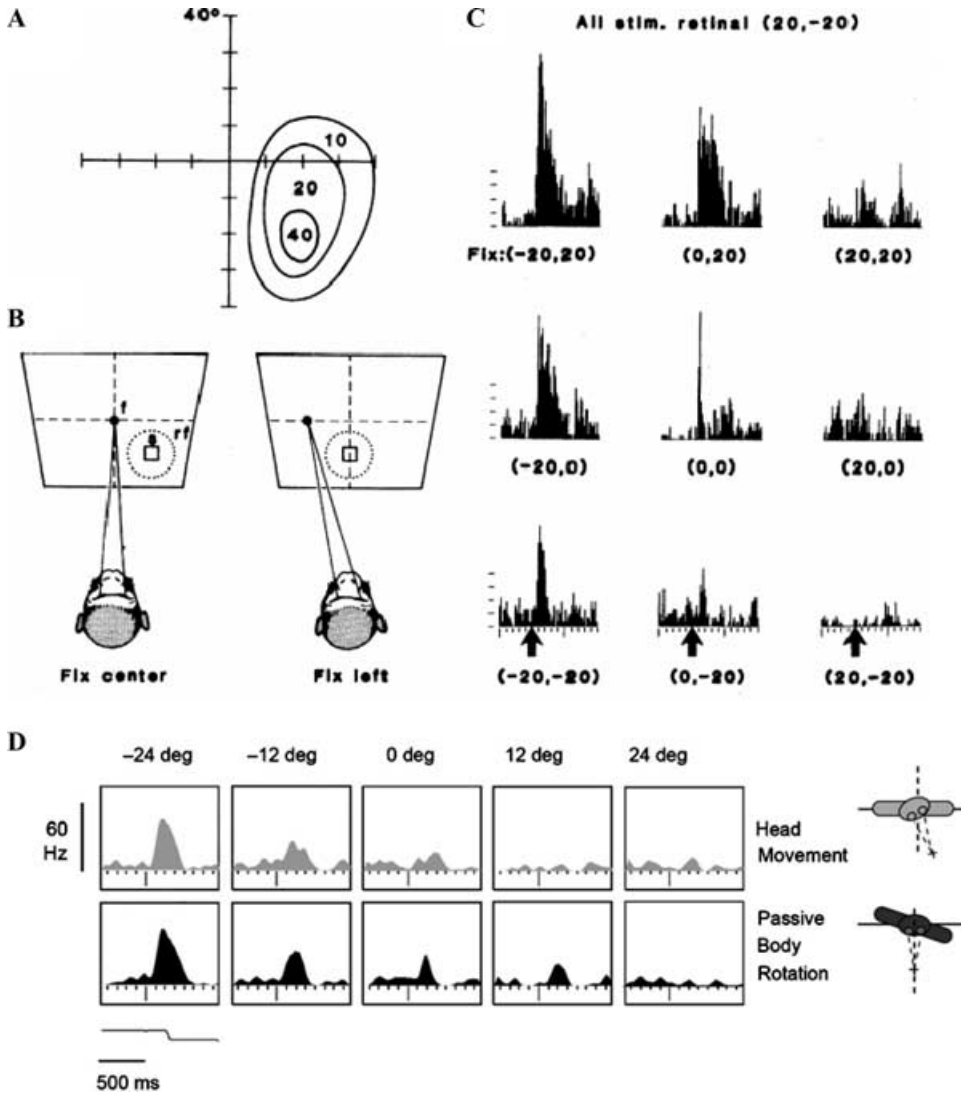 A
40°
10
20
40
B
f
s
rf
Fix center
Fix left
C
All stim. retinal (20,-20)
Fix:(-20,20)
(0,20)
(20,20)
(-20,0)
(0,0)
(20,0)
(-20,-20)
(0,-20)
(20,-20)
D
–24 deg
–12 deg
0 deg
12 deg
24 deg
60
Hz
Head
Movement
Passive
Body
Rotation
500 ms